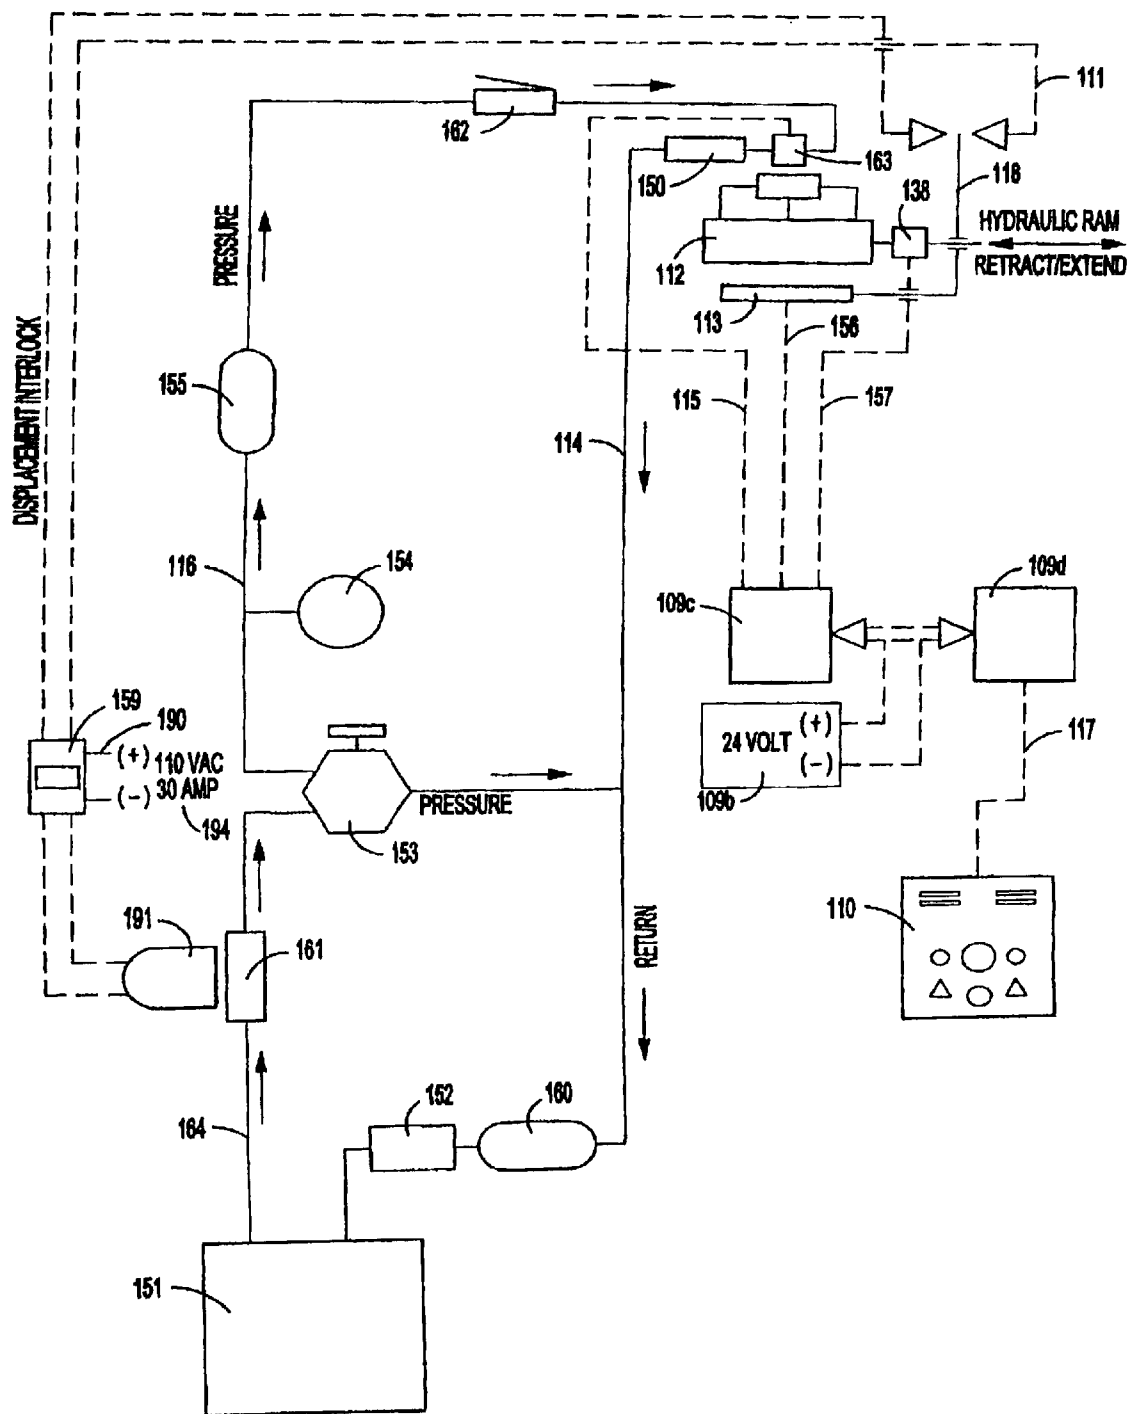 111
162
163
150
118
138
HYDRAULIC RAM
RETRACT/EXTEND
112
113
156
PRESSURE
DISPLACEMENT INTERLOCK
155
115
157
114
116
154
109c
109d
159
190
(+) 110 VAC
(-) 30 AMP
194
24 VOLT (+)
(-)
109b
117
PRESSURE
153
191
161
110
RETURN
152
160
164
151